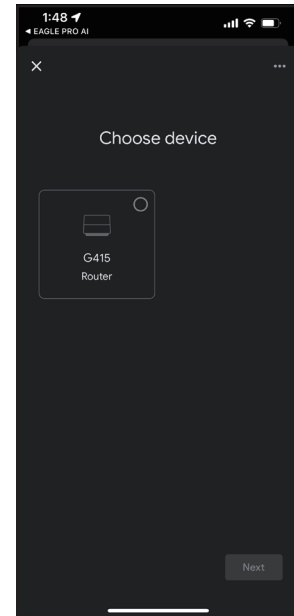 1:48
◀ EAGLE PRO AI
Choose device
G415
Router
Next